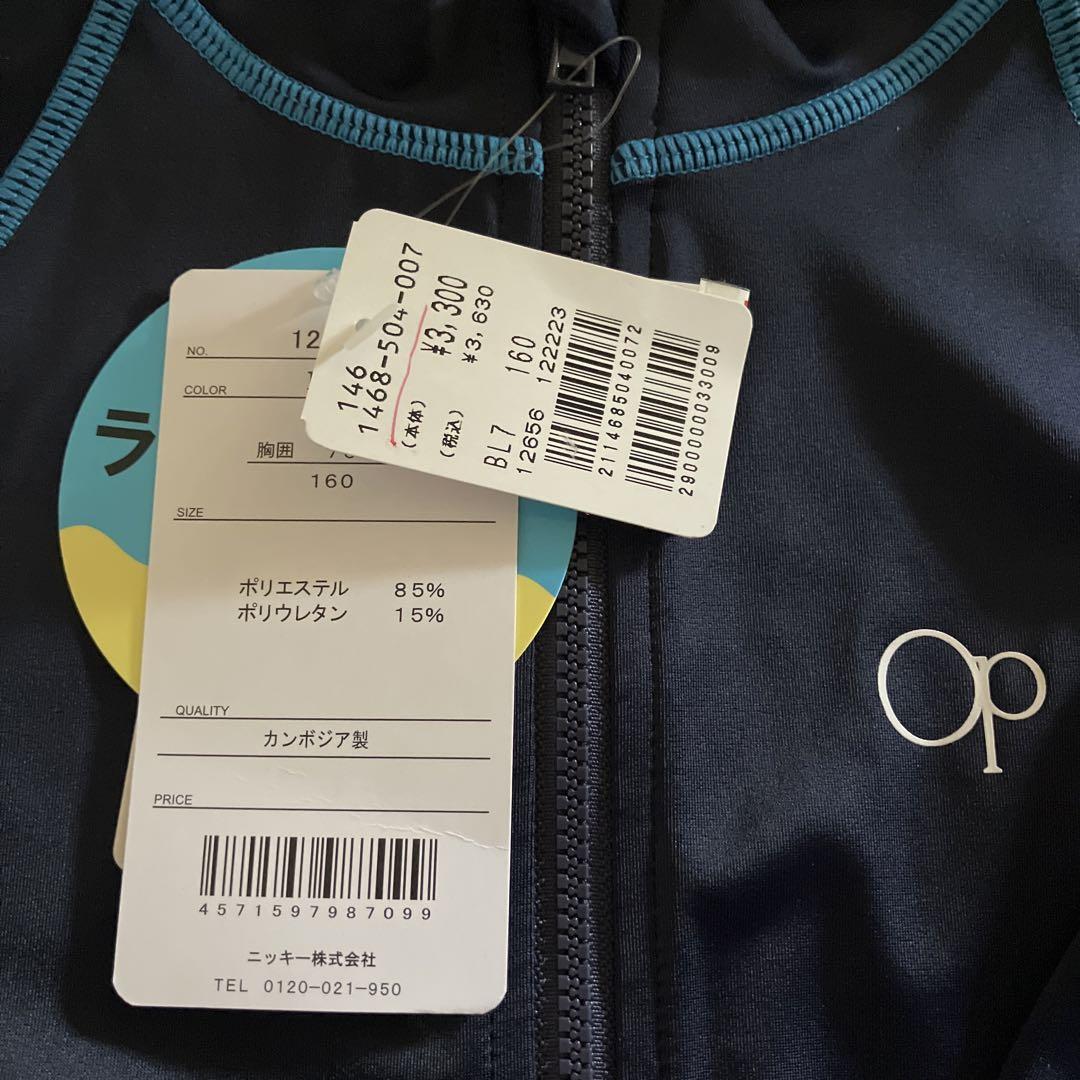 ラ
NO.
12
COLOR
胸囲
160
SIZE
ポリエステル 85%
ポリウレタン 15%
QUALITY
カンボジア製
PRICE
4571597987099
ニッキー株式会社
TEL 0120-021-950
146
1468-504-007
(本体) ¥3,300
(税込) ¥3,630
BL7 160
12656 122223
2114685040072
2900000033009
op